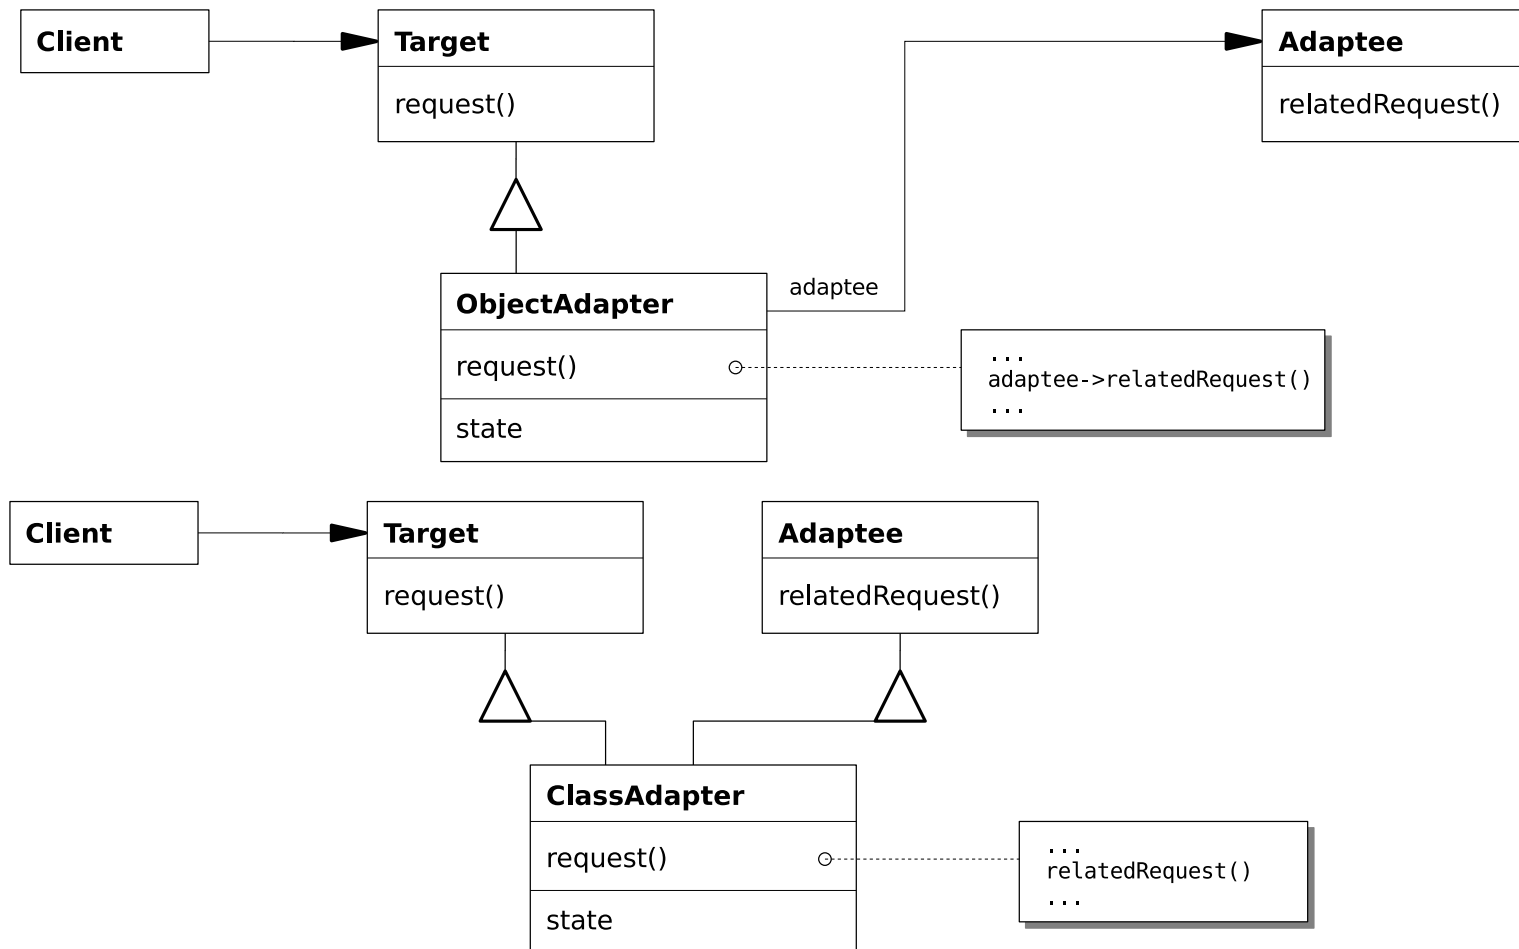 Client
Target
request()
Adaptee
relatedRequest()
ObjectAdapter
request()
state
adaptee
...
adaptee->relatedRequest()
...
Client
Target
request()
Adaptee
relatedRequest()
ClassAdapter
request()
state
...
relatedRequest()
...